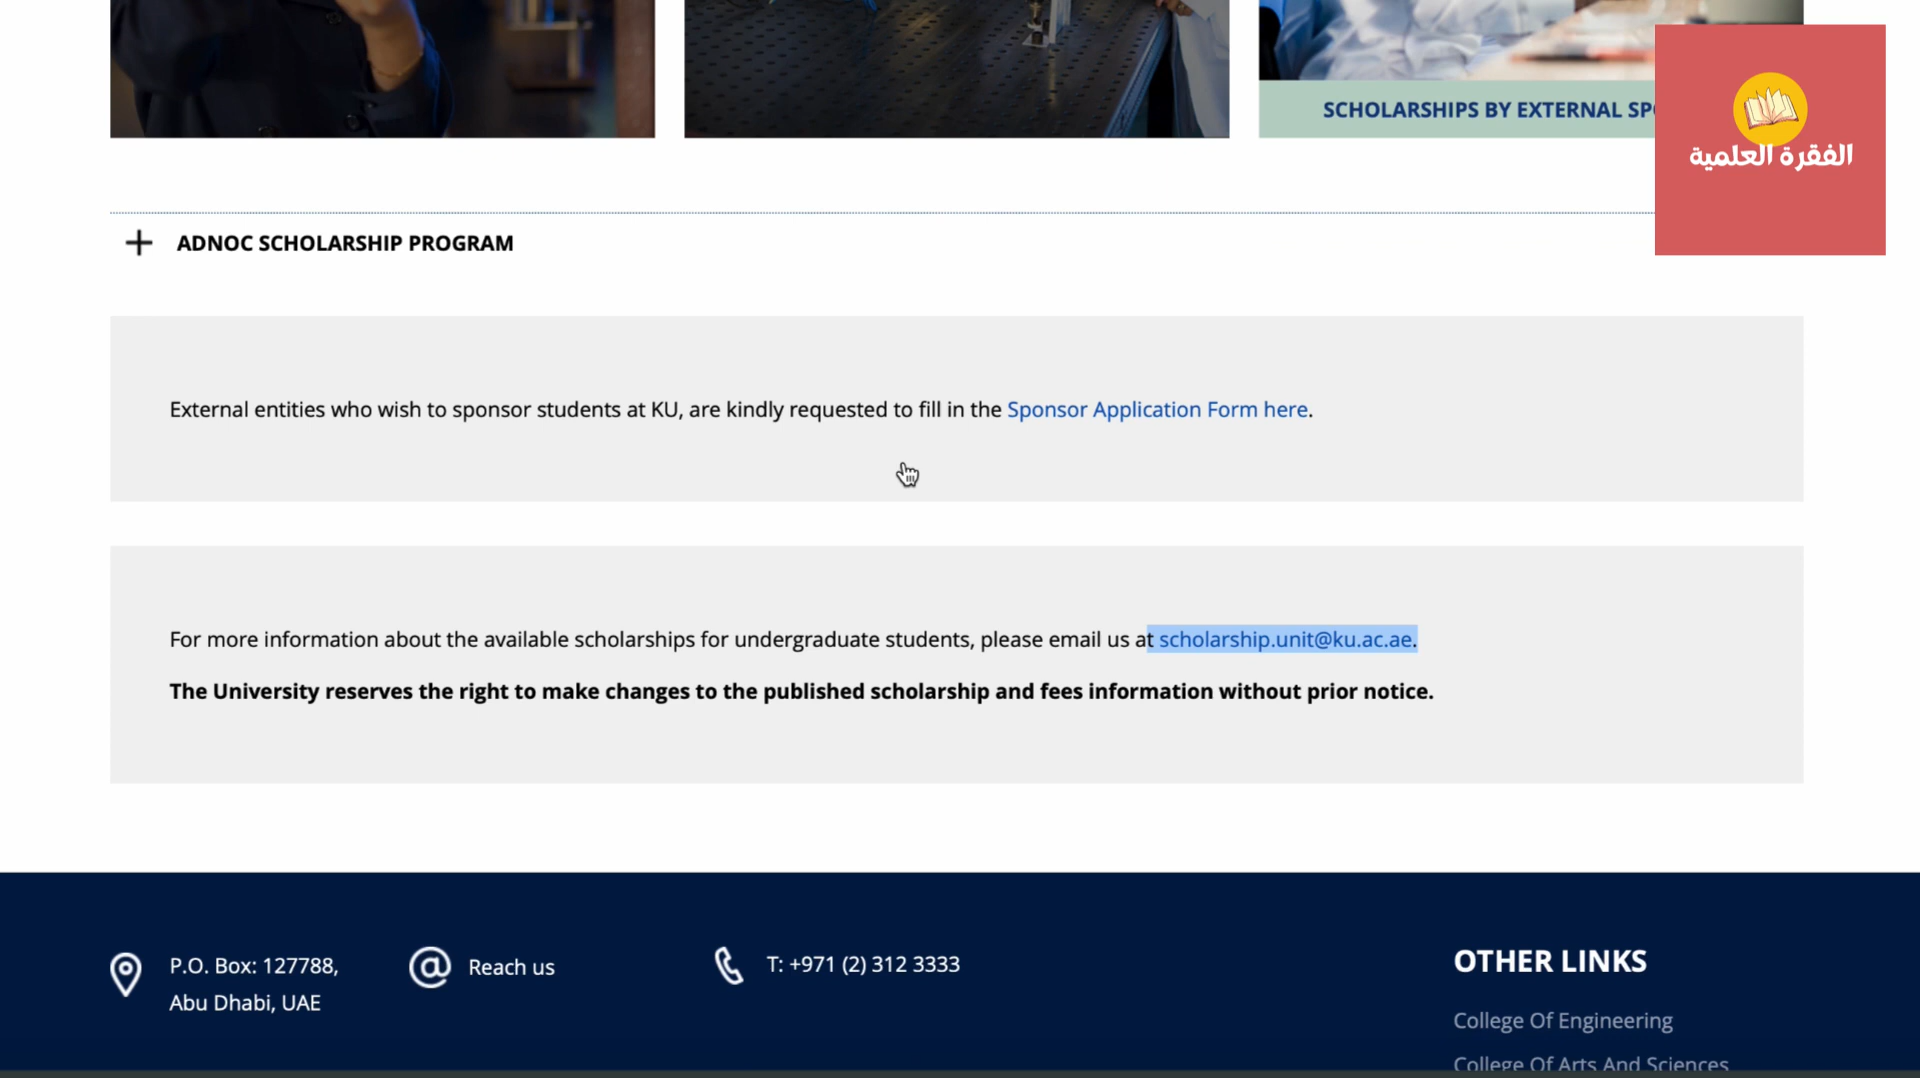 SCHOLARSHIPS BY EXTERNAL
الفقرة العلمية
ADNOC SCHOLARSHIP PROGRAM
External entities who wish to sponsor students at KU, are kindly requested to fill in the Sponsor Application Form here.
For more information about the available scholarships for undergraduate students, please email us at scholarship.unit@ku.ac.ae.
The University reserves the right to make changes to the published scholarship and fees information without prior notice.
P.O. Box: 127788,
Abu Dhabi, UAE
Reach us
T: +971 (2) 312 3333
OTHER LINKS
College Of Engineering
College Of Arts And Sciences